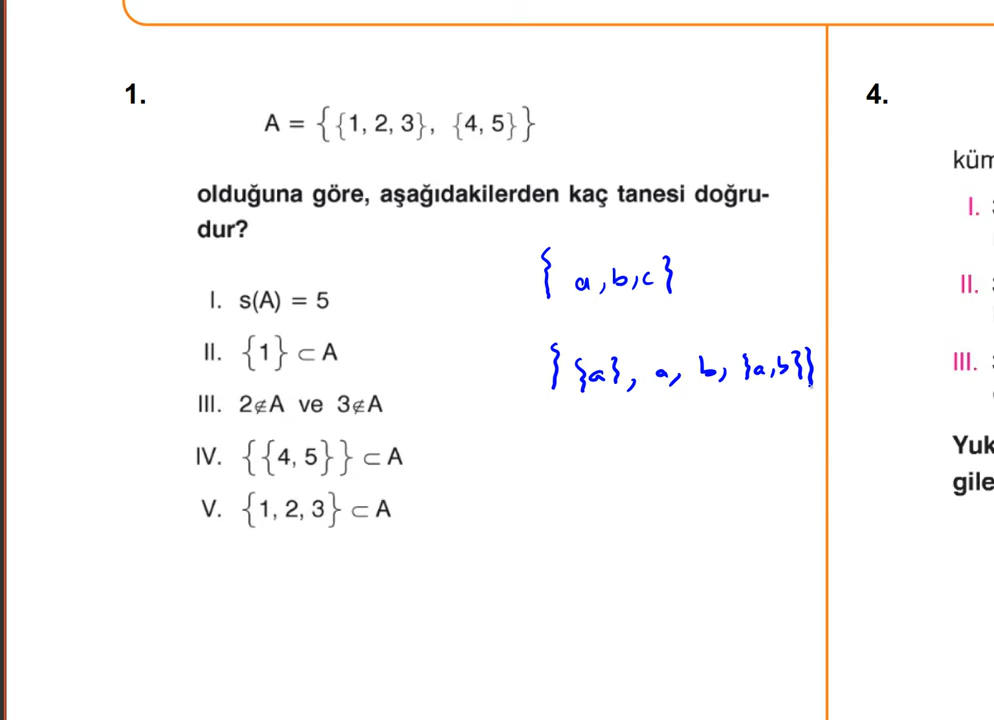 1.
A = {{1, 2, 3}, {4, 5}}
olduğuna göre, aşağıdakilerden kaç tanesi doğru-
dur?
I. s(A) = 5
II. {1} ⊂ A
III. 2∉A ve 3∉A
IV. {{4, 5}} ⊂ A
V. {1, 2, 3} ⊂ A
{ a, b, c }
{ {a}, a, b, {a,b}}
4.
küm
I.
II.
III.
Yuk
gile